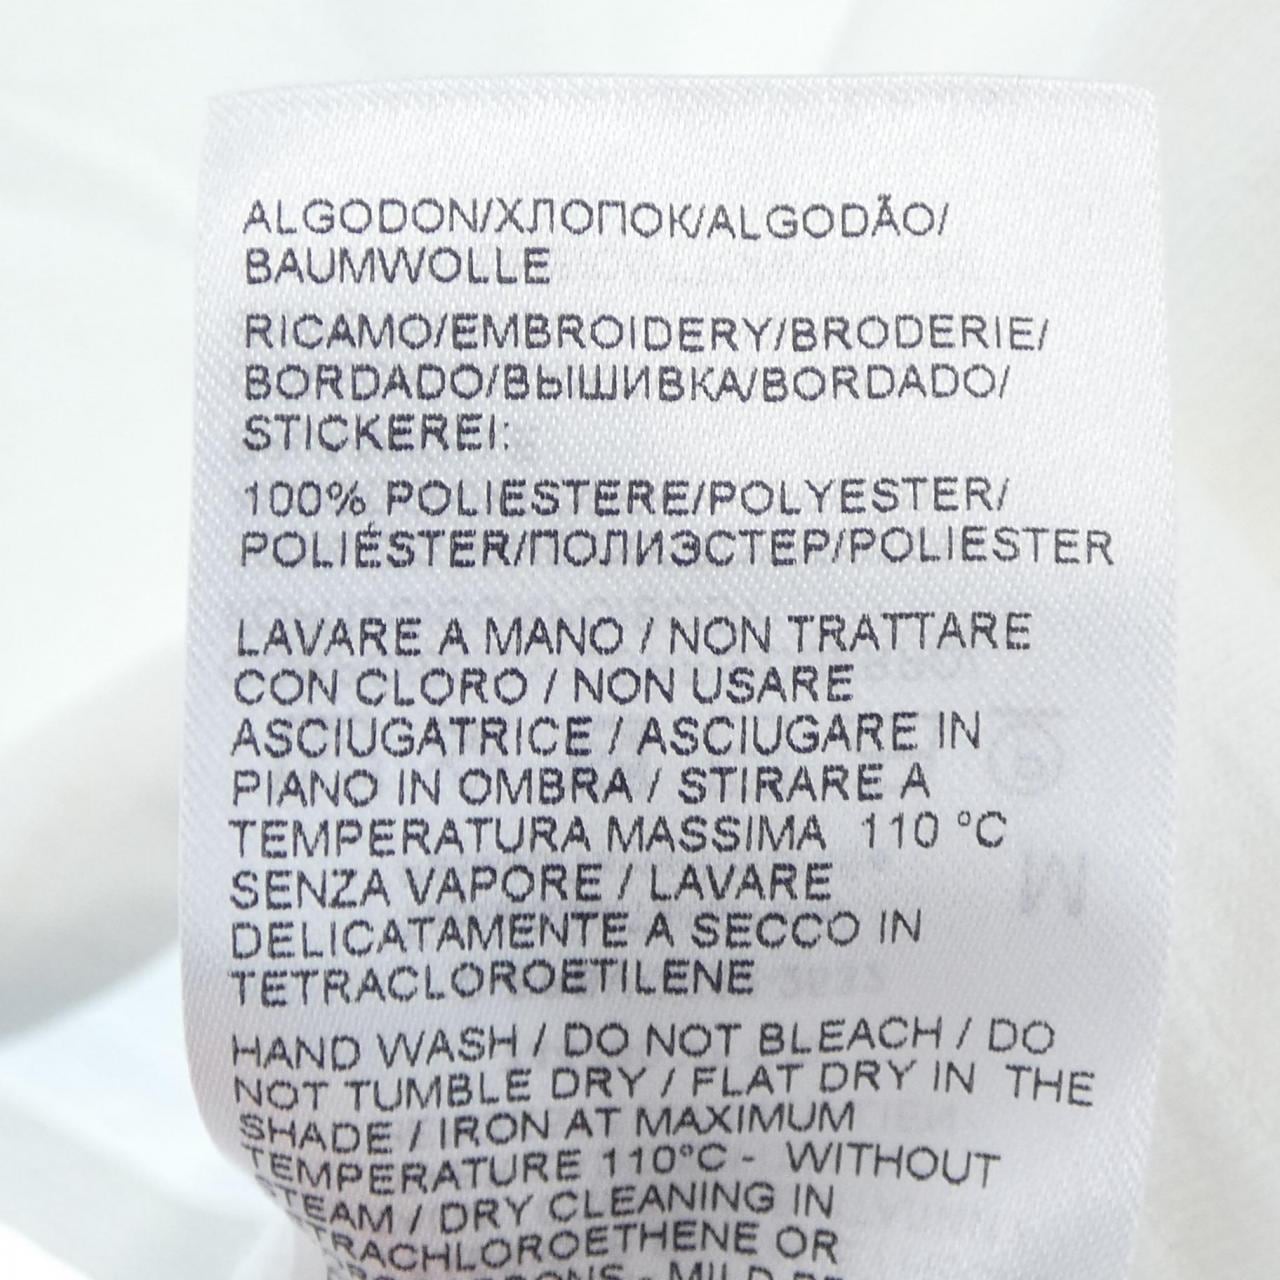 ALGODON/ХЛОПОК/ALGODÃO/
BAUMWOLLE
RICAMO/EMBROIDERY/BRODERIE/
BORDADO/ВЫШИВКА/BORDADO/
STICKEREI:
100% POLIESTERE/POLYESTER/
POLIÉSTER/ПОЛИЭСТЕР/POLIESTER
LAVARE A MANO / NON TRATTARE
CON CLORO / NON USARE
ASCIUGATRICE / ASCIUGARE IN
PIANO IN OMBRA / STIRARE A
TEMPERATURA MASSIMA 110 °C
SENZA VAPORE / LAVARE
DELICATAMENTE A SECCO IN
TETRACLOROETILENE
HAND WASH / DO NOT BLEACH / DO
NOT TUMBLE DRY / FLAT DRY IN THE
SHADE / IRON AT MAXIMUM
TEMPERATURE 110°C - WITHOUT
STEAM / DRY CLEANING IN
TRACHLOROETHENE OR
MILD